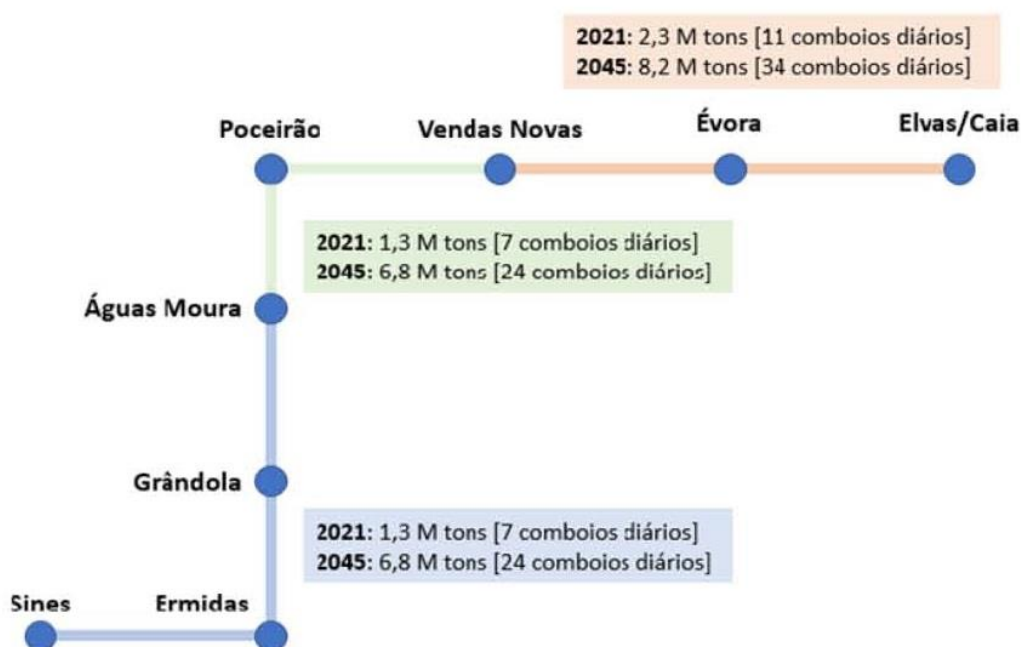 2021: 2,3 M tons [11 comboios diários]
2045: 8,2 M tons [34 comboios diários]
Poceirão
Vendas Novas
Évora
Elvas/Caia
2021: 1,3 M tons [7 comboios diários]
2045: 6,8 M tons [24 comboios diários]
Águas Moura
Grândola
2021: 1,3 M tons [7 comboios diários]
2045: 6,8 M tons [24 comboios diários]
Sines
Ermidas